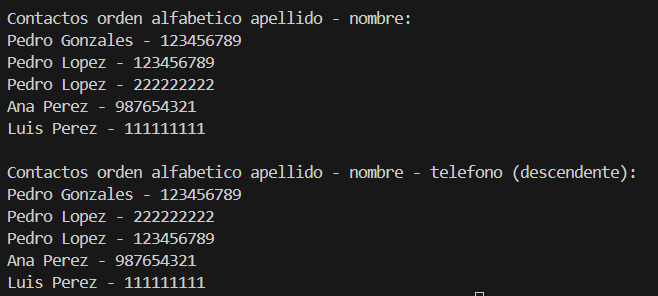 Contactos orden alfabetico apellido - nombre:
Pedro Gonzales - 123456789
Pedro Lopez - 123456789
Pedro Lopez - 222222222
Ana Perez - 987654321
Luis Perez - 111111111

Contactos orden alfabetico apellido - nombre - telefono (descendente):
Pedro Gonzales - 123456789
Pedro Lopez - 222222222
Pedro Lopez - 123456789
Ana Perez - 987654321
Luis Perez - 111111111